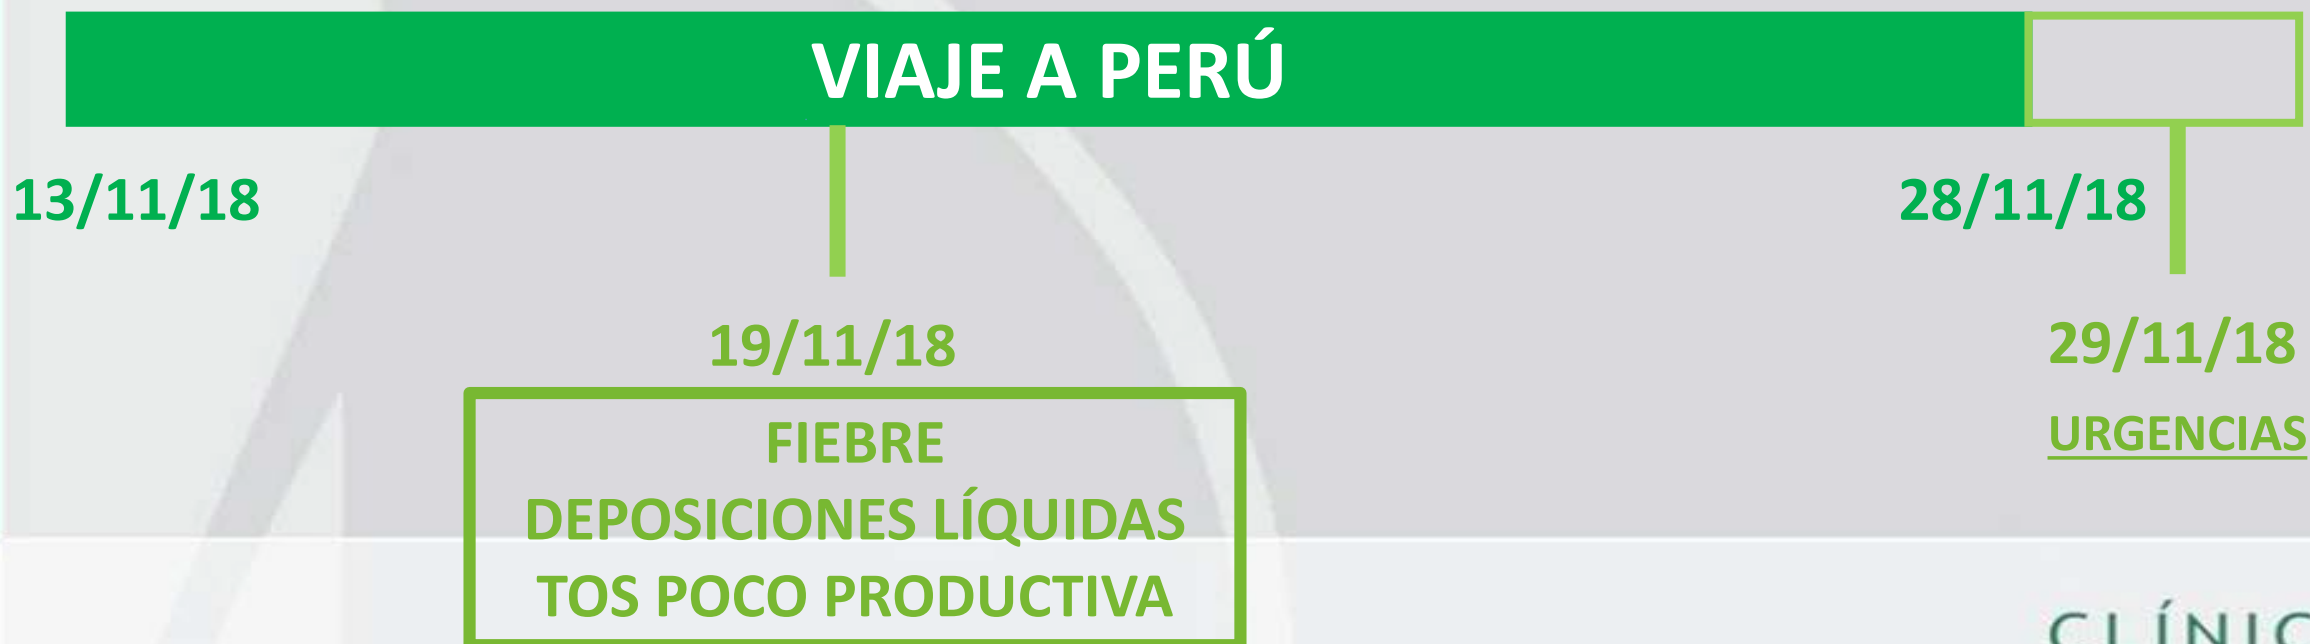 VIAJE A PERÚ
13/11/18
28/11/18
19/11/18
29/11/18
URGENCIAS
FIEBRE
DEPOSICIONES LÍQUIDAS
TOS POCO PRODUCTIVA